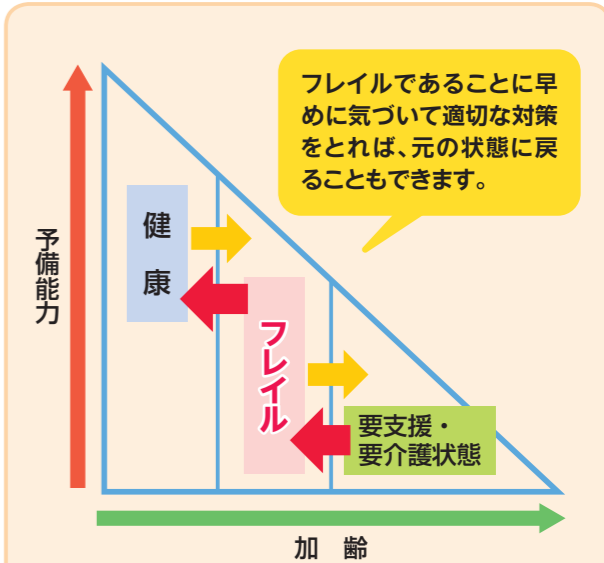 フレイルであることに早
めに気づいて適切な対策
をとれば、元の状態に戻
ることもできます。
予備能力
健康
フレイル
要支援・
要介護状態
加齢